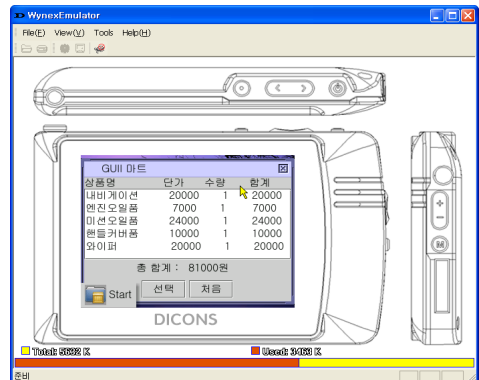 WynexEmulator
File(F) View(V) Tools Help(H)
GUII 마트
상품명 단가 수량 합계
내비게이션 20000 1 20000
엔진오일품 7000 1 7000
미션오일품 24000 1 24000
핸들커버품 10000 1 10000
와이퍼 20000 1 20000
총 합계 : 81000원
Start 선택 처음
DICONS
M
Total: 5632 K Used: 3463 K
준비